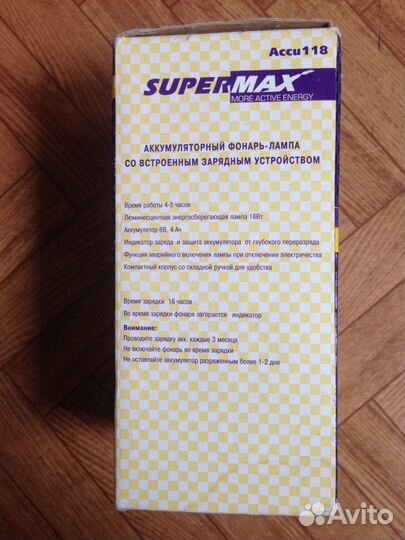 Accu118
SUPERMAX
MORE ACTIVE ENERGY
АККУМУЛЯТОРНЫЙ ФОНАРЬ-ЛАМПА
СО ВСТРОЕННЫМ ЗАРЯДНЫМ УСТРОЙСТВОМ
Время работы 4-5 часов
Люминесцентная энергосберегающая лампа 18Вт
Аккумулятор 6В, 4 Ач
Индикатор заряда и защита аккумулятора от глубокого переразряда
Функция аварийного включения лампы при отключении электричества
Компактный корпус со складной ручкой для удобства
Время зарядки 16 часов
Во время зарядки фонаря загорается индикатор
Внимание:
Проводите зарядку акк. каждые 3 месяца
Не включайте фонарь во время зарядки
Не оставляйте аккумулятор разряженным более 1-2 дня
Avito